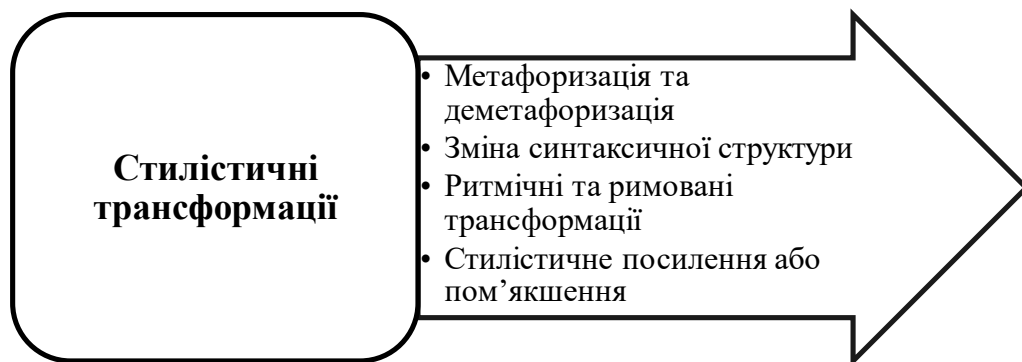 Стилістичні
трансформації
• Метафоризація та
деметафоризація
• Зміна синтаксичної структури
• Ритмічні та римовані
трансформації
• Стилістичне посилення або
пом’якшення